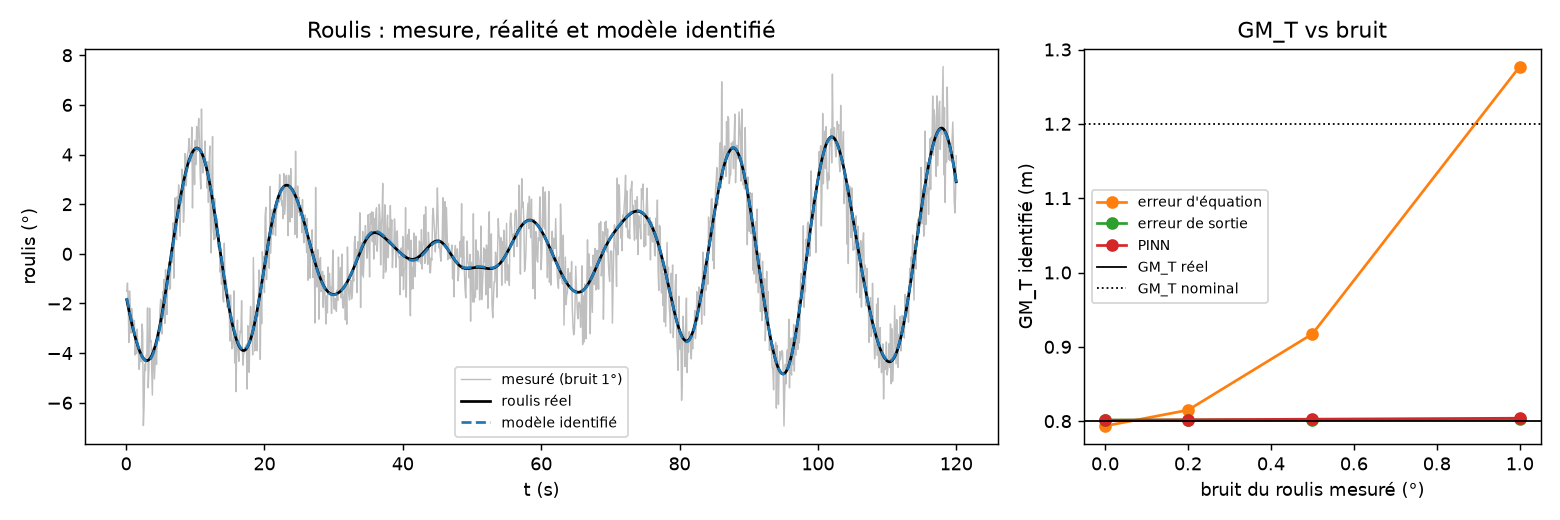 Roulis : mesure, réalité et modèle identifié
8
6
4
2
0
−2
−4
−6
roulis (°)
mesuré (bruit 1°)
roulis réel
modèle identifié
0
20
40
60
80
100
120
t (s)
GM_T vs bruit
1.3
1.2
1.1
1.0
0.9
0.8
GM_T identifié (m)
erreur d'équation
erreur de sortie
PINN
GM_T réel
GM_T nominal
0.0
0.2
0.4
0.6
0.8
1.0
bruit du roulis mesuré (°)